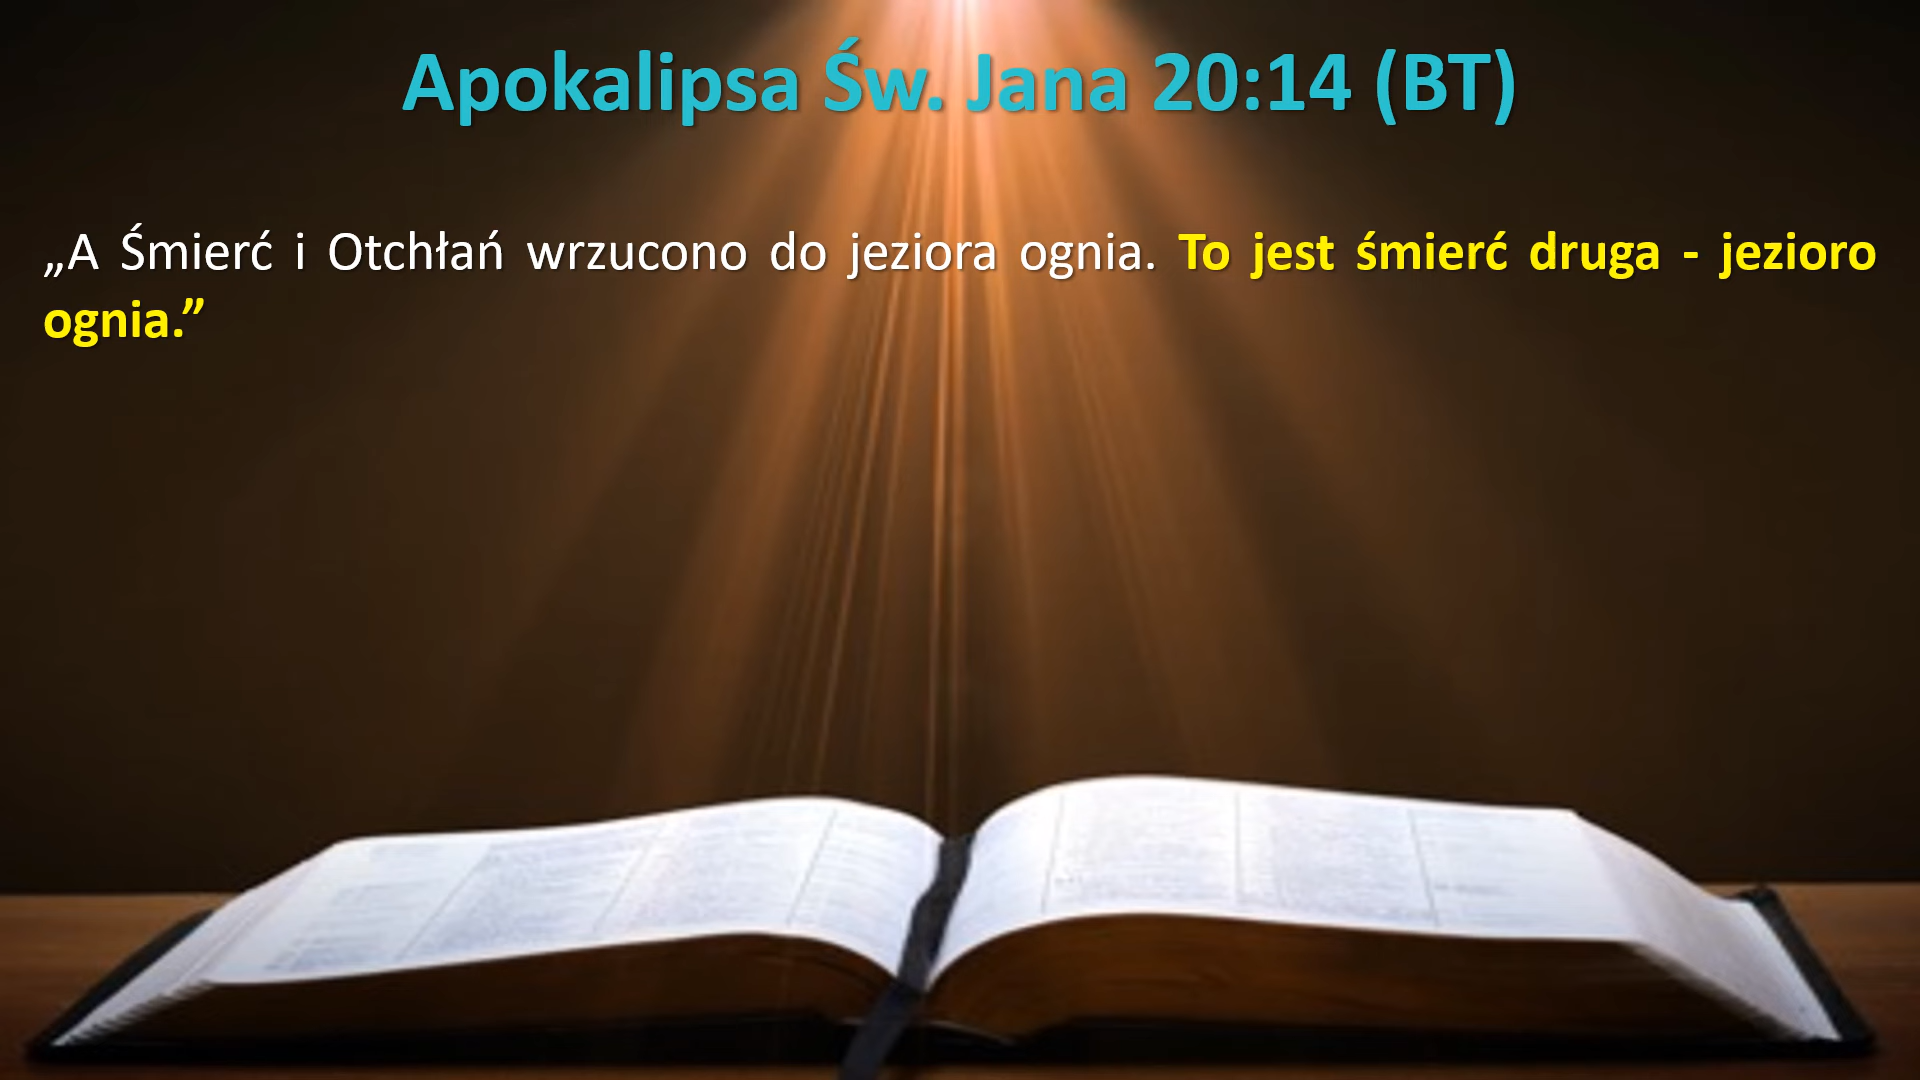 Apokalipsa Św. Jana 20:14 (BT)
„A Śmierć i Otchłań wrzucono do jeziora ognia. To jest śmierć druga - jezioro
ognia.”